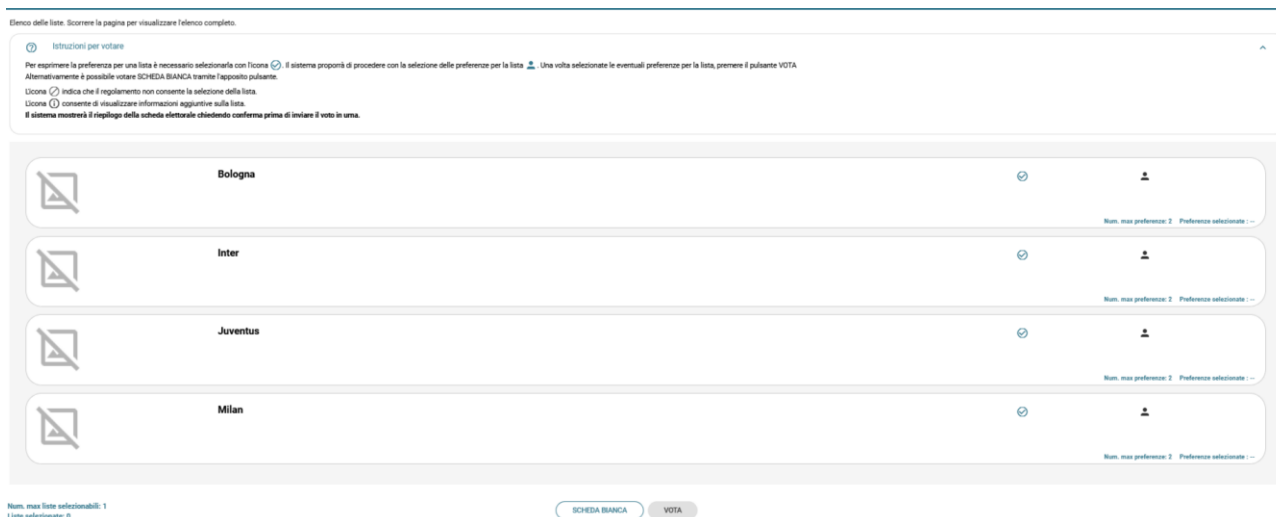 Elenco delle liste. Scorrere la pagina per visualizzare l'elenco completo.
Istruzioni per votare
Per esprimere la preferenza per una lista è necessario selezionarla con l'icona . Il sistema proporrà di procedere con la selezione delle preferenze per la lista . Una volta selezionate le eventuali preferenze per la lista, premere il pulsante VOTA
Alternativamente è possibile votare SCHEDA BIANCA tramite l'apposito pulsante.
L'icona indica che il regolamento non consente la selezione della lista.
L'icona consente di visualizzare informazioni aggiuntive sulla lista.
Il sistema mostrerà il riepilogo della scheda elettorale chiedendo conferma prima di inviare il voto in urna.
Bologna
Num. max preferenze: 2 Preferenze selezionate : --
Inter
Num. max preferenze: 2 Preferenze selezionate : --
Juventus
Num. max preferenze: 2 Preferenze selezionate : --
Milan
Num. max preferenze: 2 Preferenze selezionate : --
Num. max liste selezionabili: 1
Liste selezionate: 0
SCHEDA BIANCA VOTA